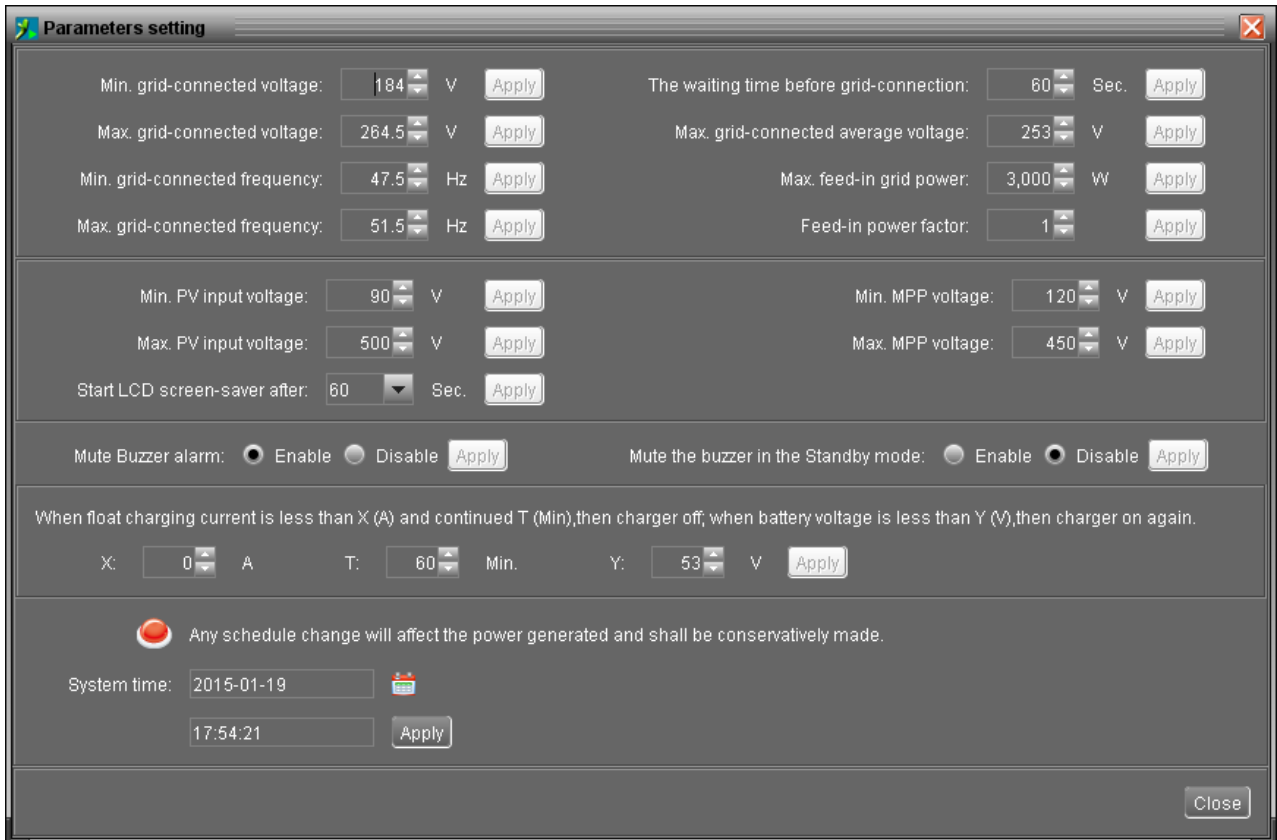 Parameters setting
Min. grid-connected voltage: 184 V Apply The waiting time before grid-connection: 60 Sec. Apply
Max. grid-connected voltage: 264.5 V Apply Max. grid-connected average voltage: 253 V Apply
Min. grid-connected frequency: 47.5 Hz Apply Max. feed-in grid power: 3,000 W Apply
Max. grid-connected frequency: 51.5 Hz Apply Feed-in power factor: 1 Apply
Min. PV input voltage: 90 V Apply Min. MPP voltage: 120 V Apply
Max. PV input voltage: 500 V Apply Max. MPP voltage: 450 V Apply
Start LCD screen-saver after: 60 Sec. Apply
Mute Buzzer alarm: Enable Disable Apply Mute the buzzer in the Standby mode: Enable Disable Apply
When float charging current is less than X (A) and continued T (Min),then charger off; when battery voltage is less than Y (V),then charger on again.
X: 0 A T: 60 Min. Y: 53 V Apply
Any schedule change will affect the power generated and shall be conservatively made.
System time: 2015-01-19
17:54:21 Apply
Close